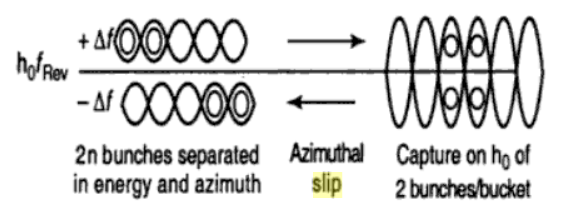 + Δf
h₀fRev
− Δf
2n bunches separated
in energy and azimuth
Azimuthal
slip
Capture on h₀ of
2 bunches/bucket